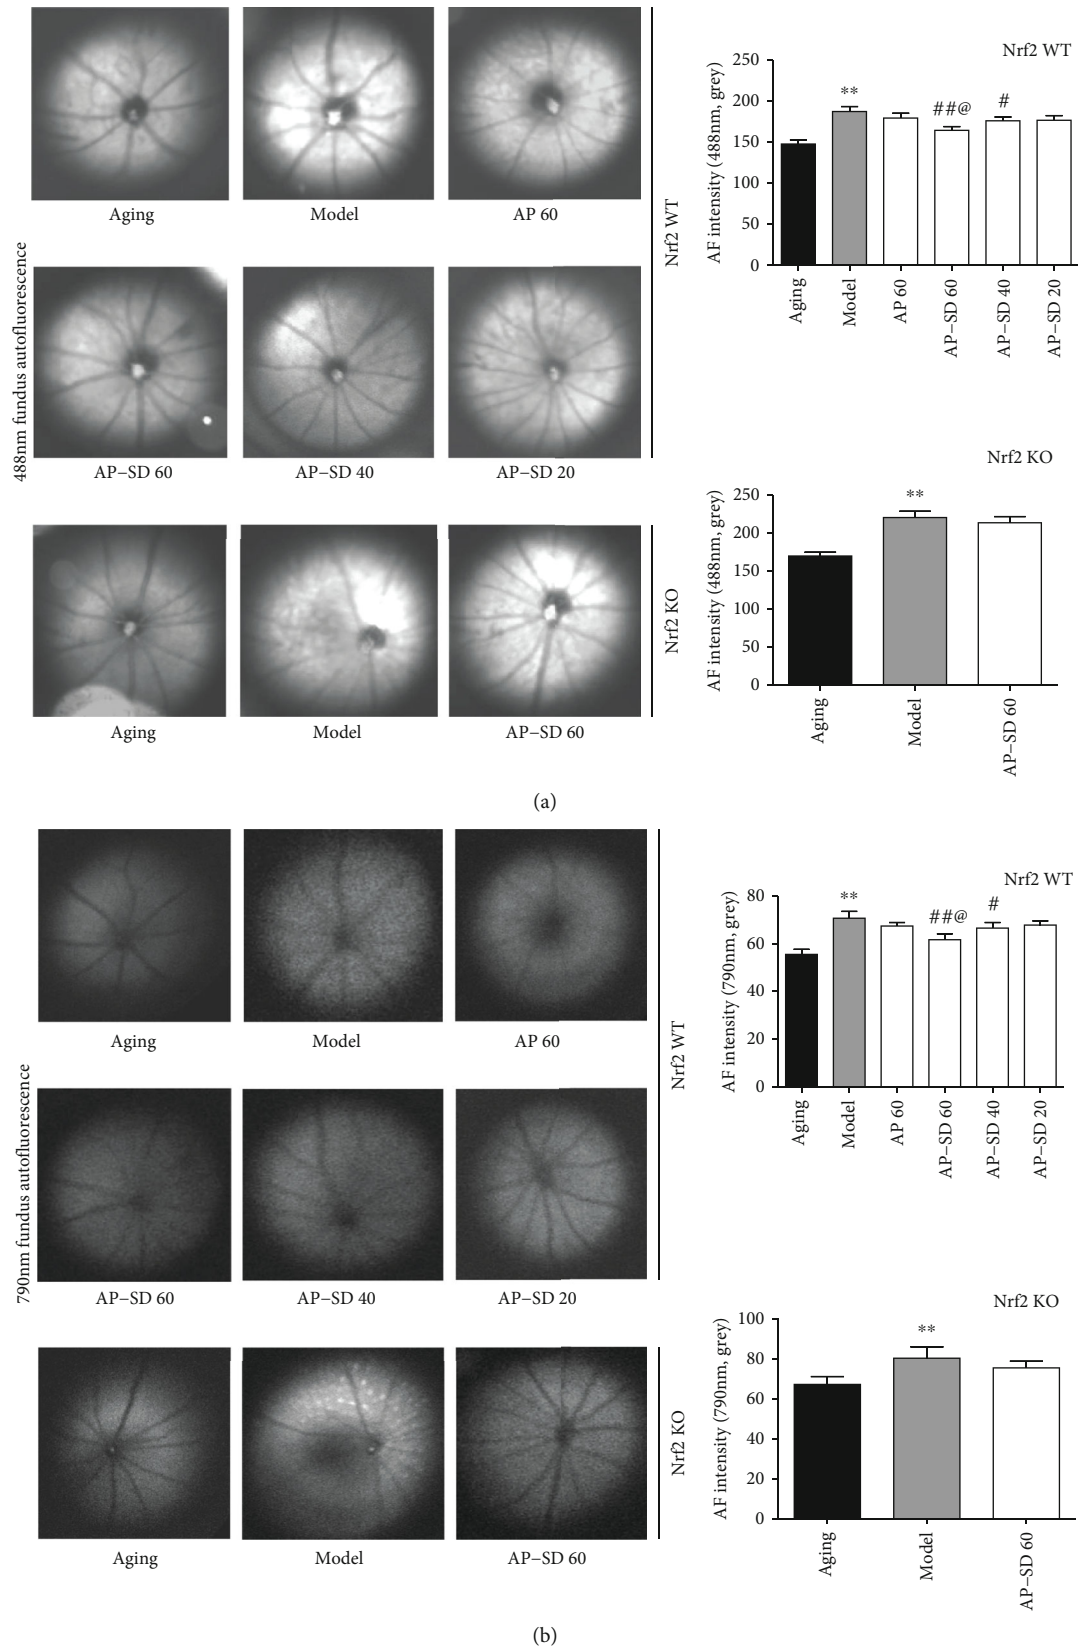 488nm fundus autofluorescence
Aging
Model
AP 60
AP−SD 60
AP−SD 40
AP−SD 20
Nrf2 WT
Aging
Model
AP−SD 60
Nrf2 KO
Nrf2 WT
AF intensity (488nm, grey)
250
200
150
100
50
0
**
##@
#
Aging
Model
AP 60
AP−SD 60
AP−SD 40
AP−SD 20
Nrf2 KO
AF intensity (488nm, grey)
250
200
150
100
50
0
**
Aging
Model
AP−SD 60
(a)
790nm fundus autofluorescence
Aging
Model
AP 60
AP−SD 60
AP−SD 40
AP−SD 20
Nrf2 WT
Aging
Model
AP−SD 60
Nrf2 KO
Nrf2 WT
AF intensity (790nm, grey)
80
60
40
20
0
**
##@
#
Aging
Model
AP 60
AP−SD 60
AP−SD 40
AP−SD 20
Nrf2 KO
AF intensity (790nm, grey)
100
80
60
40
20
0
**
Aging
Model
AP−SD 60
(b)